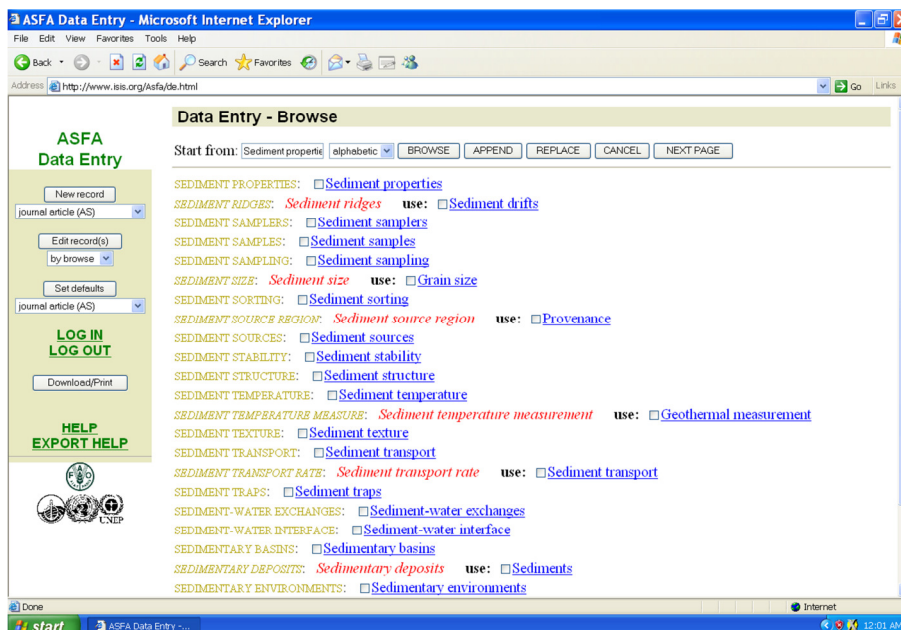 ASFA Data Entry - Microsoft Internet Explorer
File Edit View Favorites Tools Help
Back Search Favorites
Address http://www.isis.org/Asfa/de.html Go Links
ASFA
Data Entry
New record
journal article (AS)
Edit record(s)
by browse
Set defaults
journal article (AS)
LOG IN
LOG OUT
Download/Print
HELP
EXPORT HELP
FAO
UNEP
Data Entry - Browse
Start from: Sediment propertie alphabetic BROWSE APPEND REPLACE CANCEL NEXT PAGE
SEDIMENT PROPERTIES: Sediment properties
SEDIMENT RIDGES: Sediment ridges use: Sediment drifts
SEDIMENT SAMPLERS: Sediment samplers
SEDIMENT SAMPLES: Sediment samples
SEDIMENT SAMPLING: Sediment sampling
SEDIMENT SIZE: Sediment size use: Grain size
SEDIMENT SORTING: Sediment sorting
SEDIMENT SOURCE REGION: Sediment source region use: Provenance
SEDIMENT SOURCES: Sediment sources
SEDIMENT STABILITY: Sediment stability
SEDIMENT STRUCTURE: Sediment structure
SEDIMENT TEMPERATURE: Sediment temperature
SEDIMENT TEMPERATURE MEASURE: Sediment temperature measurement use: Geothermal measurement
SEDIMENT TEXTURE: Sediment texture
SEDIMENT TRANSPORT: Sediment transport
SEDIMENT TRANSPORT RATE: Sediment transport rate use: Sediment transport
SEDIMENT TRAPS: Sediment traps
SEDIMENT-WATER EXCHANGES: Sediment-water exchanges
SEDIMENT-WATER INTERFACE: Sediment-water interface
SEDIMENTARY BASINS: Sedimentary basins
SEDIMENTARY DEPOSITS: Sedimentary deposits use: Sediments
SEDIMENTARY ENVIRONMENTS: Sedimentary environments
Done Internet
start ASFA Data Entry -... 12:01 AM